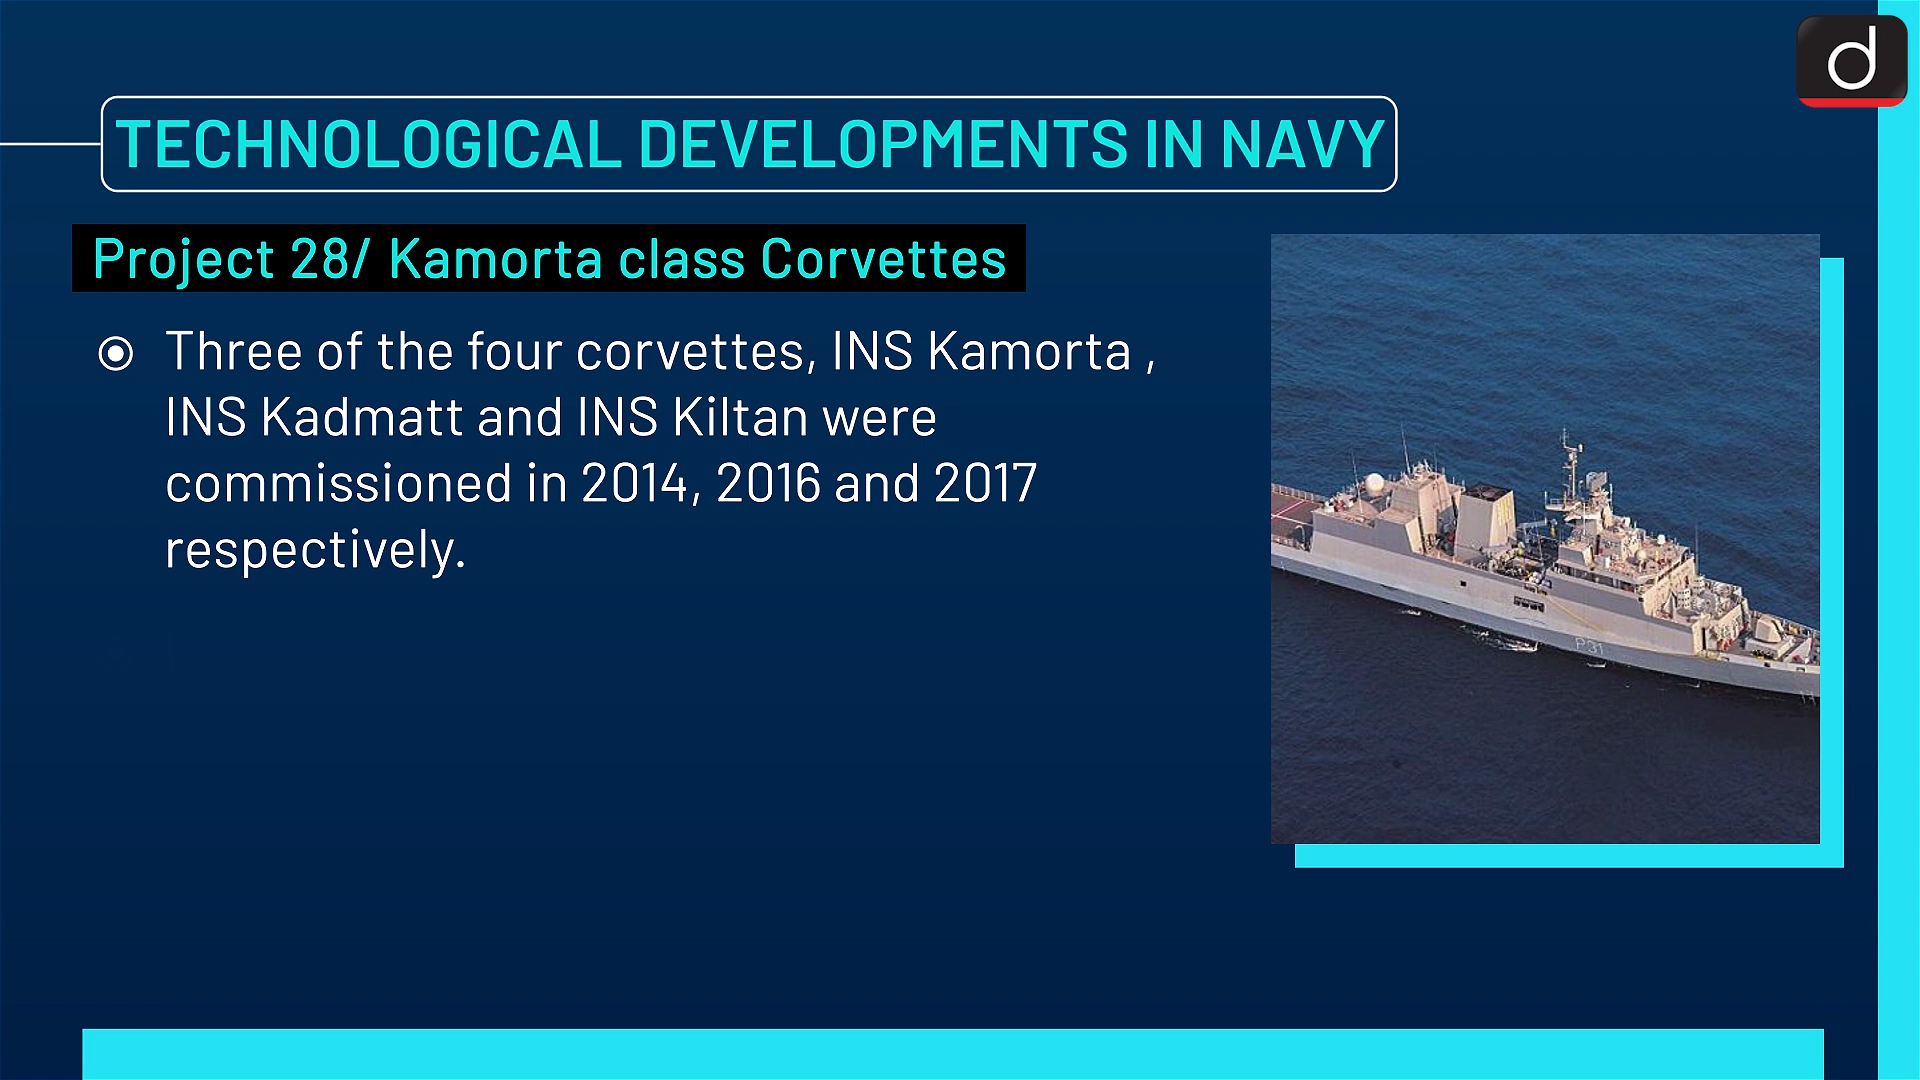 d
TECHNOLOGICAL DEVELOPMENTS IN NAVY
Project 28/ Kamorta class Corvettes
Three of the four corvettes, INS Kamorta ,
INS Kadmatt and INS Kiltan were
commissioned in 2014, 2016 and 2017
respectively.
P31